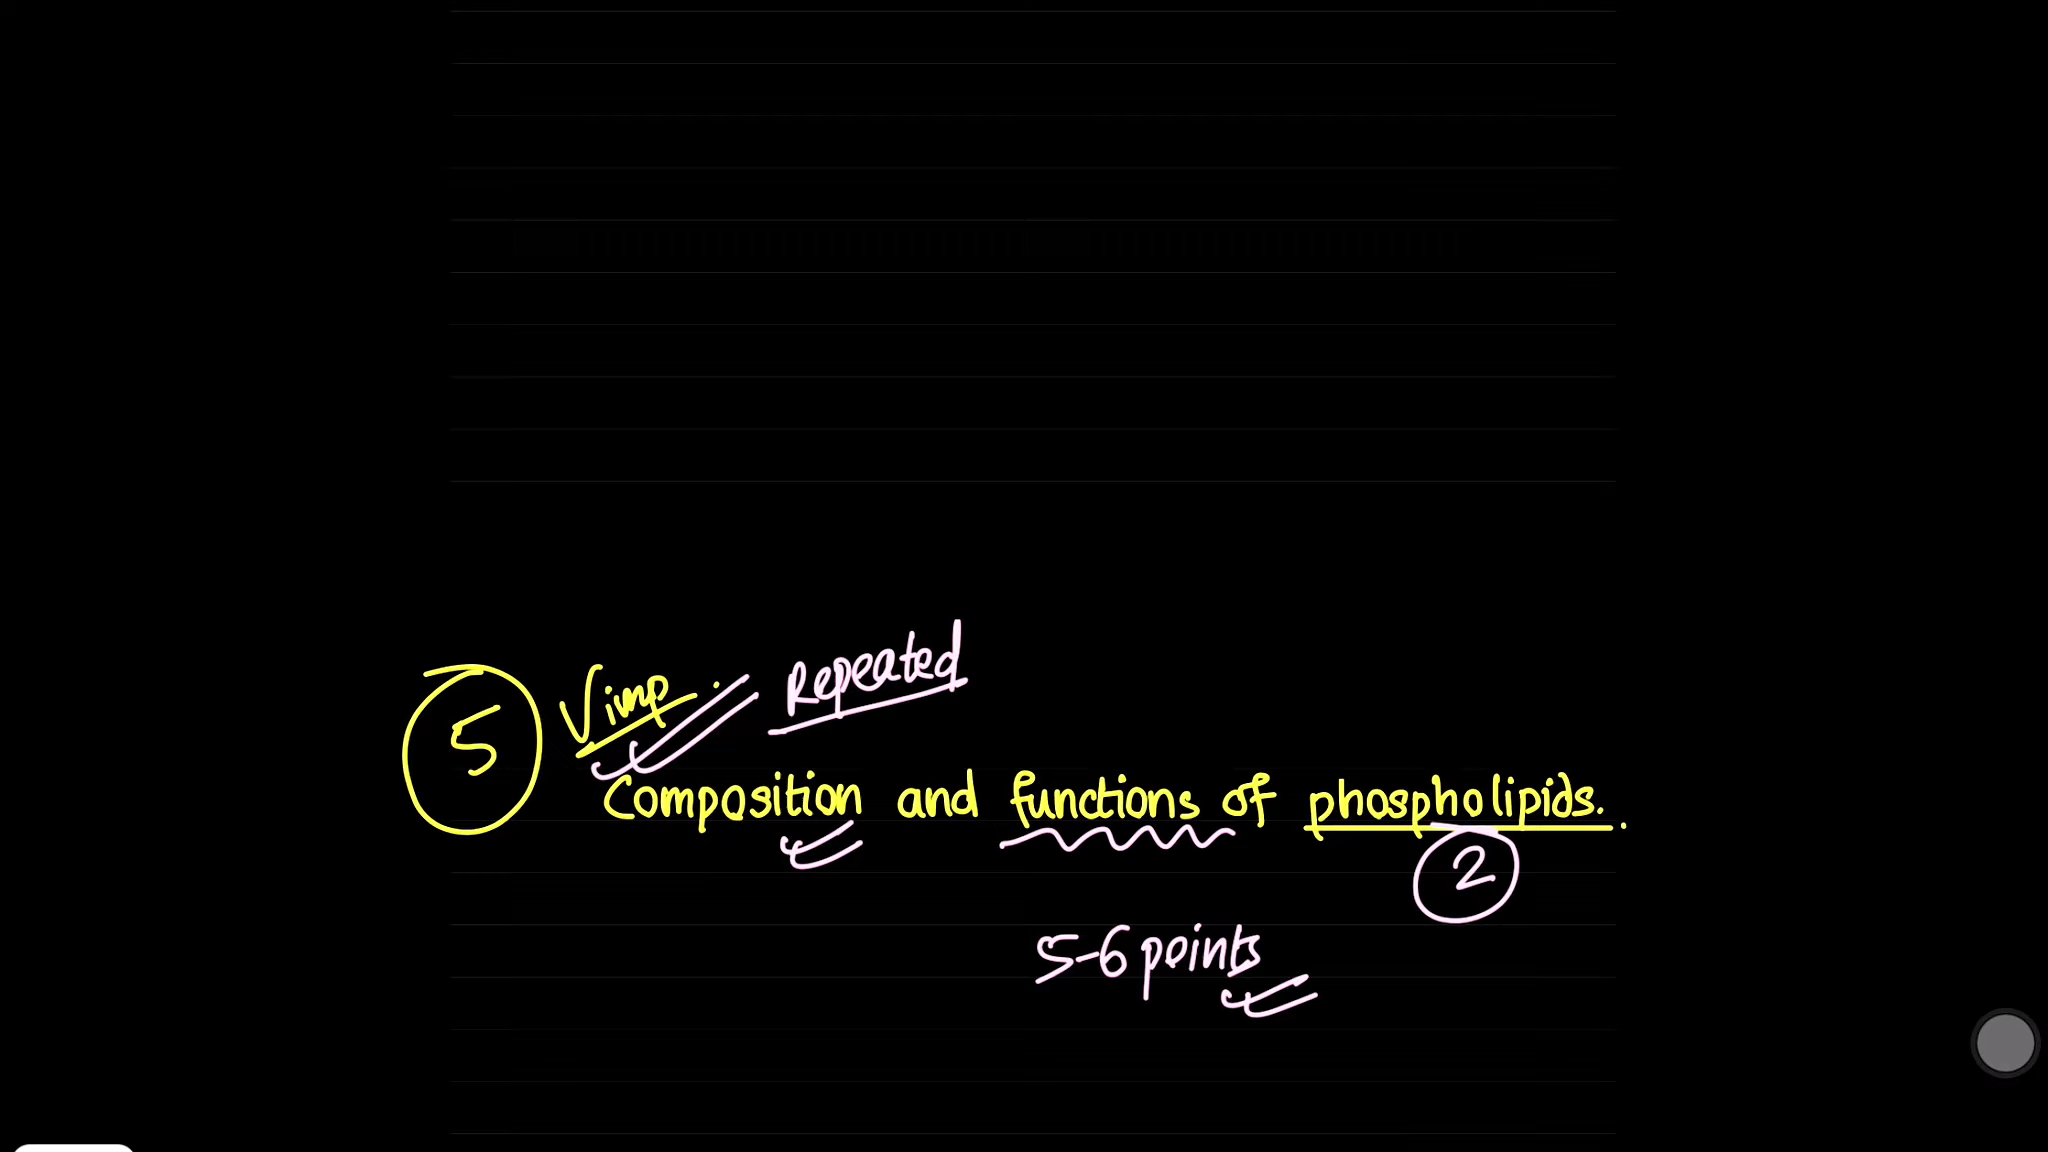 5 Vimp. Repeated
Composition and functions of phospholipids.
2
5-6 points